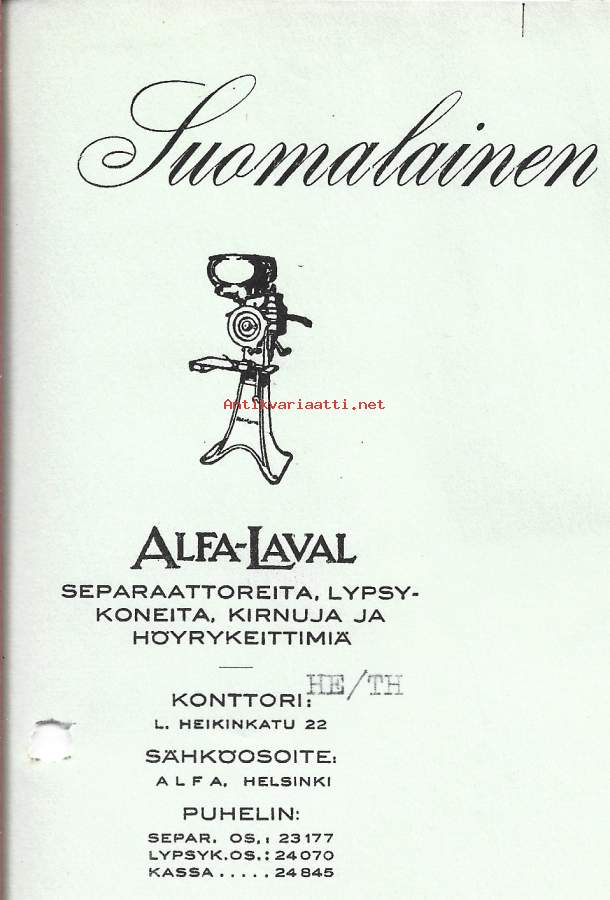 Suomalainen
Antikvariaatti.net
ALFA-LAVAL
SEPARAATTOREITA, LYPSY-
KONEITA, KIRNUJA JA
HÖYRYKEITTIMIÄ
HE/TH
KONTTORI:
L. HEIKINKATU 22
SÄHKÖOSOITE:
ALFA, HELSINKI
PUHELIN:
SEPAR. OS.: 23177
LYPSYK.OS.: 24070
KASSA ..... 24845